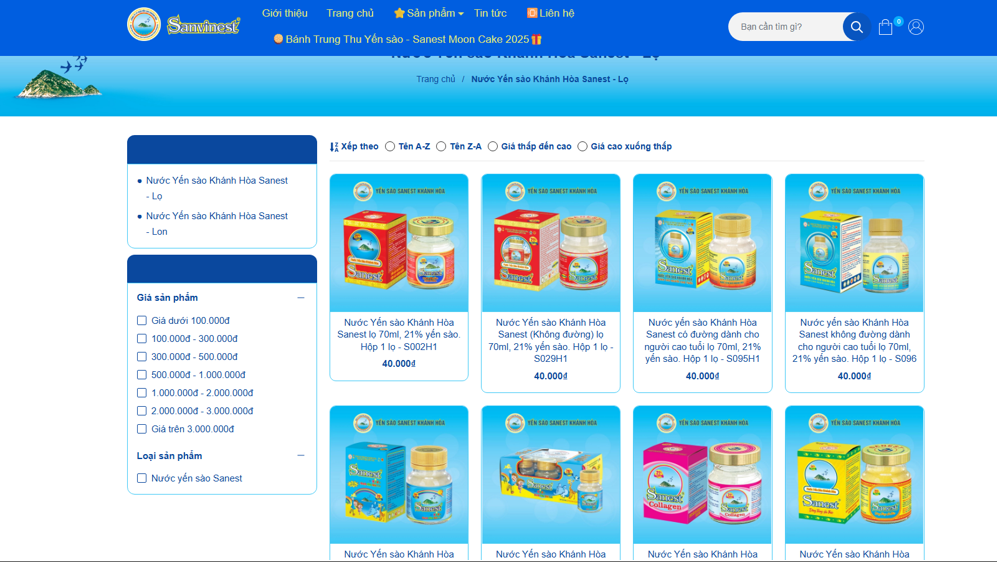 Sanvinest
Giới thiệu
Trang chủ
Sản phẩm
Tin tức
Liên hệ
Bạn cần tìm gì?
0
Bánh Trung Thu Yến sào - Sanest Moon Cake 2025
Nước Yến sào Khánh Hòa Sanest - Lọ
Trang chủ / Nước Yến sào Khánh Hòa Sanest - Lọ
Nước Yến sào Khánh Hòa Sanest
- Lọ
Nước Yến sào Khánh Hòa Sanest
- Lon
Giá sản phẩm
Giá dưới 100.000đ
100.000đ - 300.000đ
300.000đ - 500.000đ
500.000đ - 1.000.000đ
1.000.000đ - 2.000.000đ
2.000.000đ - 3.000.000đ
Giá trên 3.000.000đ
Loại sản phẩm
Nước yến sào Sanest
Xếp theo Tên A-Z Tên Z-A Giá thấp đến cao Giá cao xuống thấp
YẾN SÀO SANEST KHÁNH HÒA
Sanest
Nước Yến sào Khánh Hòa
Sanest lọ 70ml, 21% yến sào.
Hộp 1 lọ - S002H1
40.000₫
YẾN SÀO SANEST KHÁNH HÒA
Sanest
Nước Yến sào Khánh Hòa
Sanest (Không đường) lọ
70ml, 21% yến sào. Hộp 1 lọ -
S029H1
40.000₫
YẾN SÀO SANEST KHÁNH HÒA
Sanest
Nước yến sào Khánh Hòa
Sanest có đường dành cho
người cao tuổi lọ 70ml, 21%
yến sào. Hộp 1 lọ - S095H1
40.000₫
YẾN SÀO SANEST KHÁNH HÒA
Sanest
Nước yến sào Khánh Hòa
Sanest không đường dành
cho người cao tuổi lọ 70ml,
21% yến sào. Hộp 1 lọ - S096
40.000₫
YẾN SÀO SANEST KHÁNH HÒA
Sanest
Nước Yến sào Khánh Hòa
YẾN SÀO SANEST KHÁNH HÒA
Nước Yến sào Khánh Hòa
YẾN SÀO SANEST KHÁNH HÒA
Sanest
Collagen
Nước Yến sào Khánh Hòa
YẾN SÀO SANEST KHÁNH HÒA
Sanest
Nước Yến sào Khánh Hòa